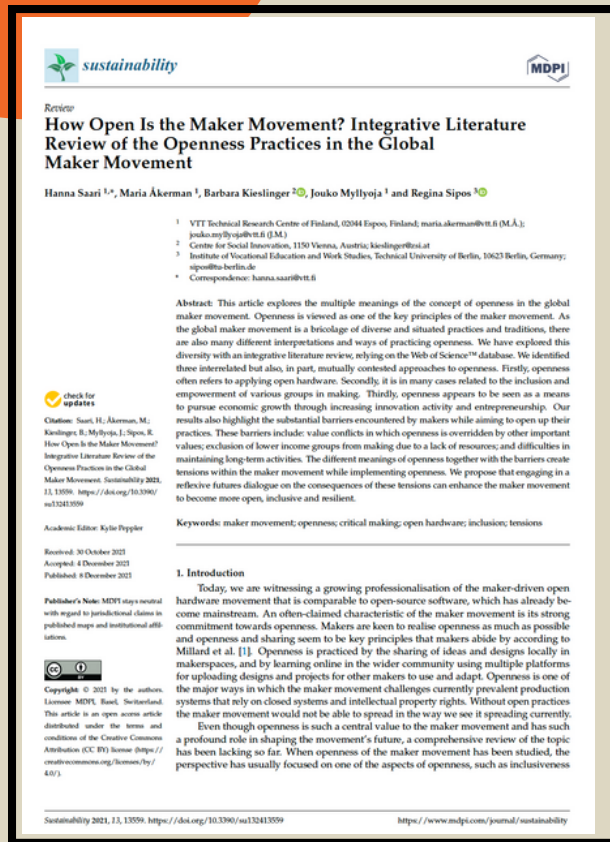 sustainability
MDPI
Review
How Open Is the Maker Movement? Integrative Literature
Review of the Openness Practices in the Global
Maker Movement
Hanna Saari 1,*, Maria Åkerman 1, Barbara Kieslinger 2, Jouko Myllyoja 1 and Regina Sipos 3
1 VTT Technical Research Centre of Finland, 02044 Espoo, Finland; maria.akerman@vtt.fi (M.Å.);
jouko.myllyoja@vtt.fi (J.M.)
2 Centre for Social Innovation, 1150 Vienna, Austria; kieslinger@zsi.at
3 Institute of Vocational Education and Work Studies, Technical University of Berlin, 10623 Berlin, Germany;
sipos@tu-berlin.de
* Correspondence: hanna.saari@vtt.fi
Abstract: This article explores the multiple meanings of the concept of openness in the global
maker movement. Openness is viewed as one of the key principles of the maker movement. As
the global maker movement is a bricolage of diverse and situated practices and traditions, there
are also many different interpretations and ways of practicing openness. We have explored this
diversity with an integrative literature review, relying on the Web of Science™ database. We identified
three interrelated but also, in part, mutually contested approaches to openness. Firstly, openness
often refers to applying open hardware. Secondly, it is in many cases related to the inclusion and
empowerment of various groups in making. Thirdly, openness appears to be seen as a means
to pursue economic growth through increasing innovation activity and entrepreneurship. Our
results also highlight the substantial barriers encountered by makers while aiming to open up their
practices. These barriers include: value conflicts in which openness is overridden by other important
values; exclusion of lower income groups from making due to a lack of resources; and difficulties in
maintaining long-term activities. The different meanings of openness together with the barriers create
tensions within the maker movement while implementing openness. We propose that engaging in a
reflexive futures dialogue on the consequences of these tensions can enhance the maker movement
to become more open, inclusive and resilient.
Keywords: maker movement; openness; critical making; open hardware; inclusion; tensions
check for
updates
Citation: Saari, H.; Åkerman, M.;
Kieslinger, B.; Myllyoja, J.; Sipos, R.
How Open Is the Maker Movement?
Integrative Literature Review of the
Openness Practices in the Global
Maker Movement. Sustainability 2021,
13, 13559. https://doi.org/10.3390/
su132413559
Academic Editor: Kylie Peppler
Received: 30 October 2021
Accepted: 4 December 2021
Published: 8 December 2021
Publisher's Note: MDPI stays neutral
with regard to jurisdictional claims in
published maps and institutional affil-
iations.
cc
BY
Copyright: © 2021 by the authors.
Licensee MDPI, Basel, Switzerland.
This article is an open access article
distributed under the terms and
conditions of the Creative Commons
Attribution (CC BY) license (https://
creativecommons.org/licenses/by/
4.0/).
1. Introduction
Today, we are witnessing a growing professionalisation of the maker-driven open
hardware movement that is comparable to open-source software, which has already be-
come mainstream. An often-claimed characteristic of the maker movement is its strong
commitment towards openness. Makers are keen to realise openness as much as possible
and openness and sharing seem to be key principles that makers abide by according to
Millard et al. [1]. Openness is practiced by the sharing of ideas and designs locally in
makerspaces, and by learning online in the wider community using multiple platforms
for uploading designs and projects for other makers to use and adapt. Openness is one of
the major ways in which the maker movement challenges currently prevalent production
systems that rely on closed systems and intellectual property rights. Without open practices
the maker movement would not be able to spread in the way we see it spreading currently.
Even though openness is such a central value to the maker movement and has such
a profound role in shaping the movement's future, a comprehensive review of the topic
has been lacking so far. When openness of the maker movement has been studied, the
perspective has usually focused on one of the aspects of openness, such as inclusiveness
Sustainability 2021, 13, 13559. https://doi.org/10.3390/su132413559
https://www.mdpi.com/journal/sustainability